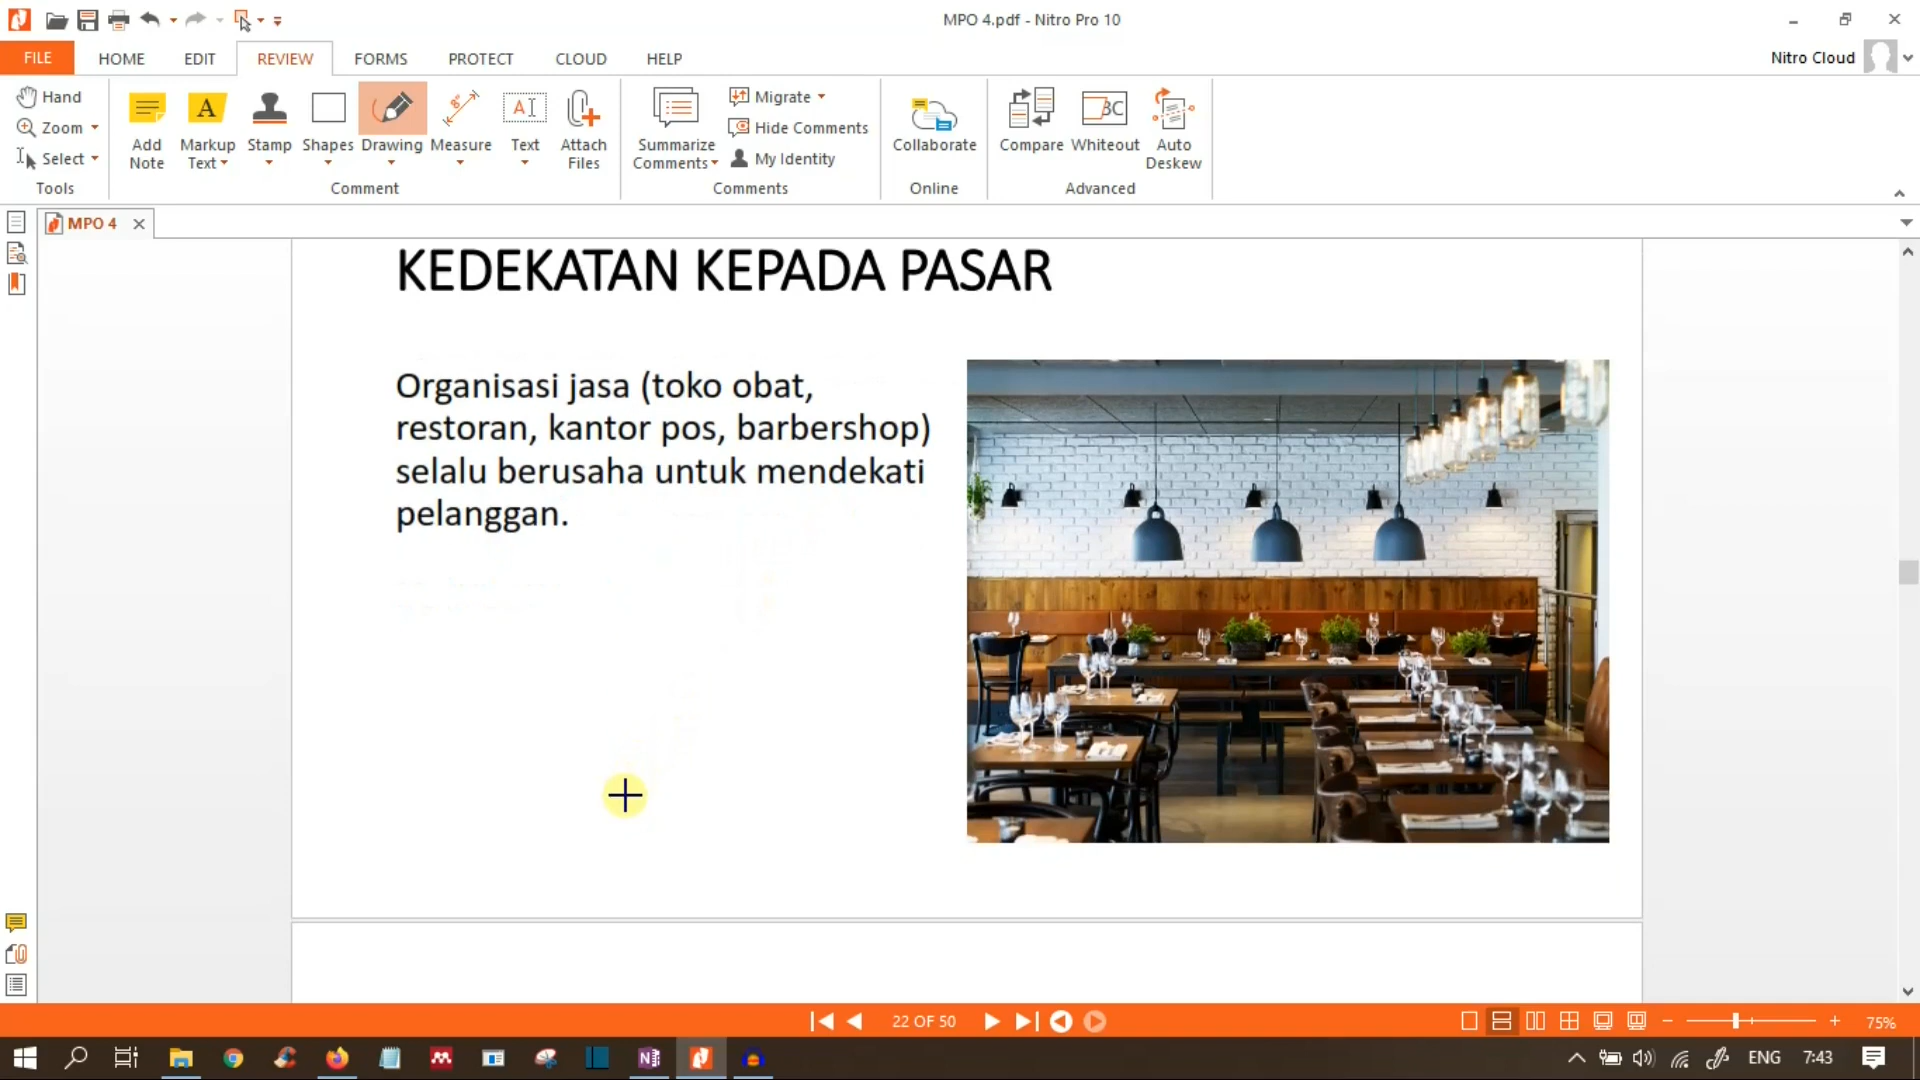 MPO 4.pdf - Nitro Pro 10
FILE
HOME
EDIT
REVIEW
FORMS
PROTECT
CLOUD
HELP
Nitro Cloud
Hand
Zoom
Select
Tools
Add
Note
Markup
Text
Stamp
Shapes
Drawing
Measure
Text
Attach
Files
Comment
Summarize
Comments
Migrate
Hide Comments
My Identity
Comments
Collaborate
Online
Compare
Whiteout
Auto
Deskew
Advanced
MPO 4
KEDEKATAN KEPADA PASAR
Organisasi jasa (toko obat,
restoran, kantor pos, barbershop)
selalu berusaha untuk mendekati
pelanggan.
22 OF 50
75%
ENG
7:43